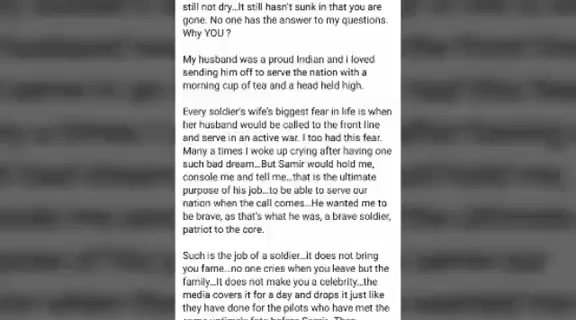 still not dry...It still hasn't sunk in that you are
gone. No one has the answer to my questions.
Why YOU ?
My husband was a proud Indian and i loved
sending him off to serve the nation with a
morning cup of tea and a head held high.
Every soldier's wife's biggest fear in life is when
her husband would be called to the front line
and serve in an active war. I too had this fear.
Many a times I woke up crying after having one
such bad dream...But Samir would hold me,
console me and tell me...that is the ultimate
purpose of his job...to be able to serve our
nation when the call comes...He wanted me to
be brave, as that's what he was, a brave soldier,
patriot to the core.
Such is the job of a soldier...it does not bring
you fame...no one cries when you leave but the
family...It does not make you a celebrity...the
media covers it for a day and drops it just like
they have done for the pilots who have met the
same untimely fate before Samir. Then